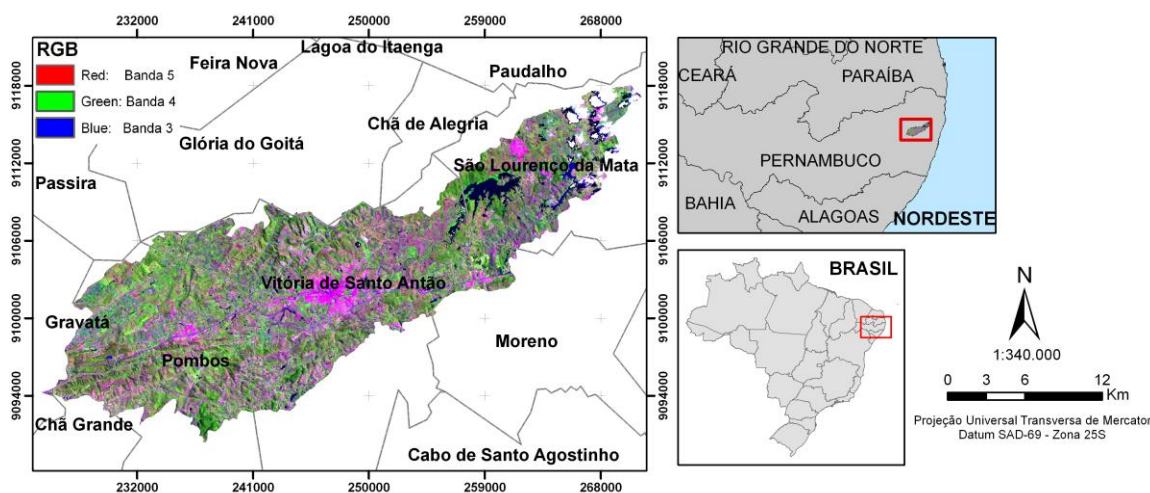 232000 241000 250000 259000 268000
RGB
Red: Banda 5
Green: Banda 4
Blue: Banda 3
Lagoa do Itaenga
Feira Nova
Paudalho
Chã de Alegria
Glória do Goitá
São Lourenço da Mata
Passira
Vitória de Santo Antão
Gravatá
Moreno
Pombos
Chã Grande
Cabo de Santo Agostinho
9118000
9112000
9106000
9100000
9094000
9118000
9112000
9106000
9100000
9094000
232000 241000 250000 259000 268000
RIO GRANDE DO NORTE
CEARÁ
PARAÍBA
PERNAMBUCO
BAHIA
ALAGOAS
NORDESTE
BRASIL
N
1:340.000
0 3 6 12
Km
Projeção Universal Transversa de Mercator
Datum SAD-69 - Zona 25S